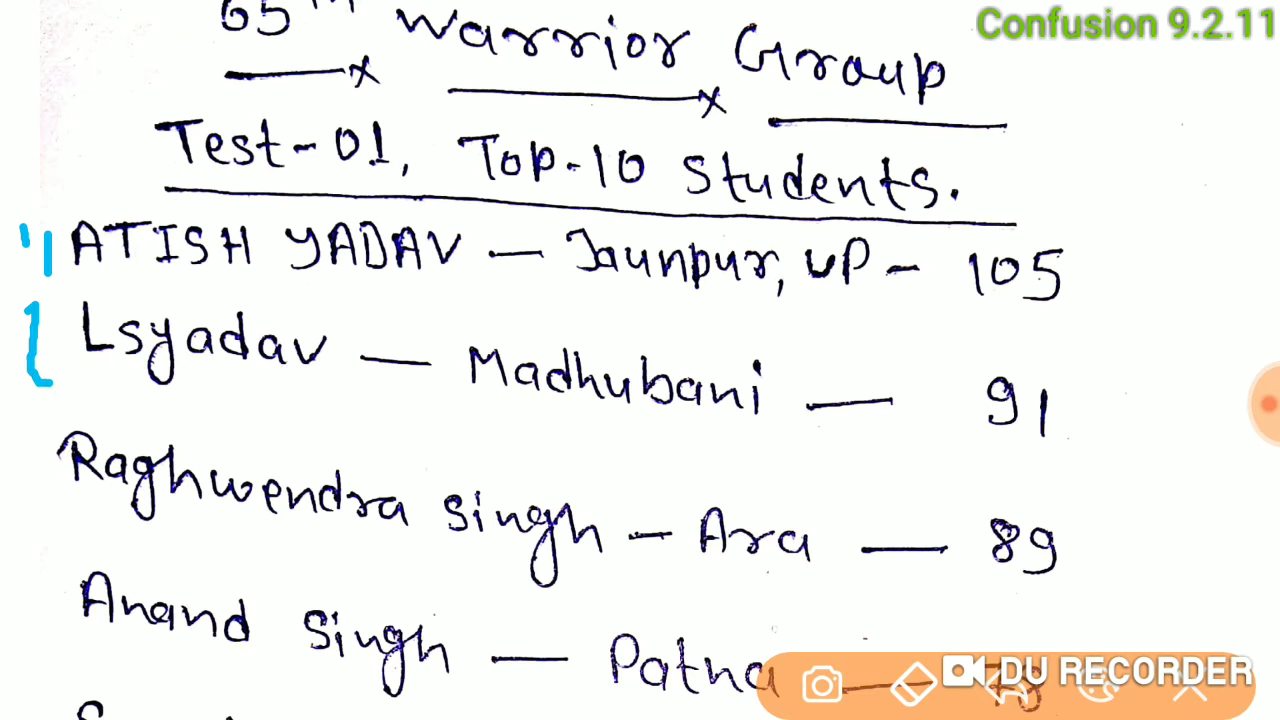 Confusion 9.2.11
65th Warrior Group
Test-01, Top-10 Students.
ATISH YADAV — Jaunpur, UP - 105
Lsyadav — Madhubani — 91
Raghwendra Singh - Ara — 89
Anand Singh — Patna —
DU RECORDER